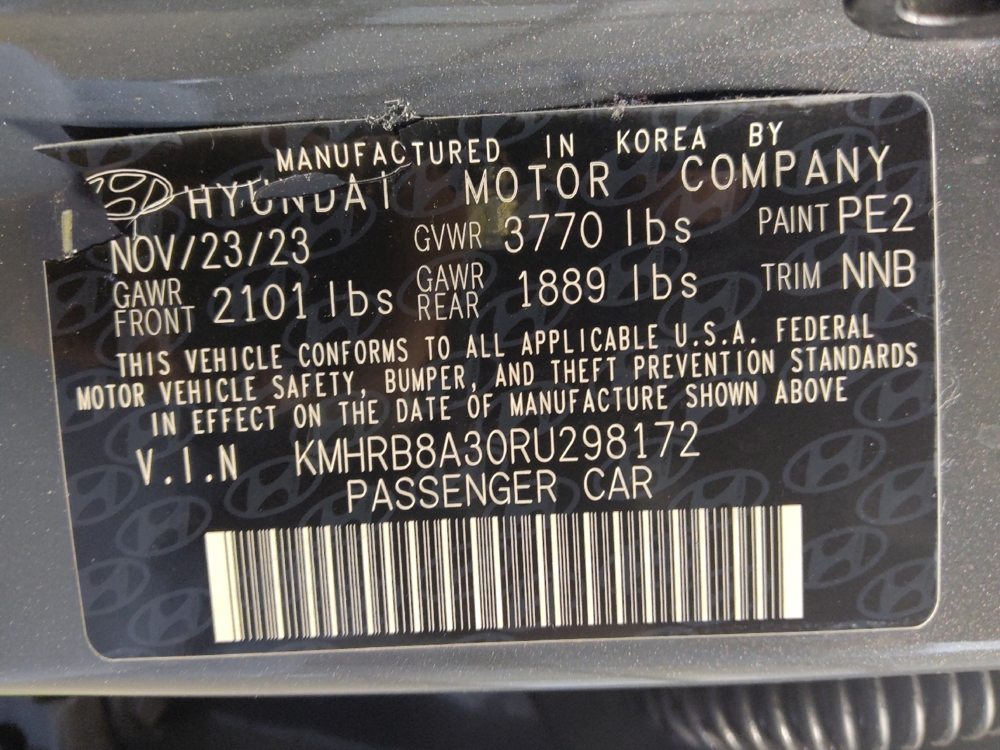 MANUFACTURED IN KOREA BY
HYUNDAI MOTOR COMPANY
NOV/23/23 GVWR 3770 lbs PAINT PE2
GAWR FRONT 2101 lbs GAWR REAR 1889 lbs TRIM NNB
THIS VEHICLE CONFORMS TO ALL APPLICABLE U.S.A. FEDERAL
MOTOR VEHICLE SAFETY, BUMPER, AND THEFT PREVENTION STANDARDS
IN EFFECT ON THE DATE OF MANUFACTURE SHOWN ABOVE
V.I.N KMHRB8A30RU298172
PASSENGER CAR